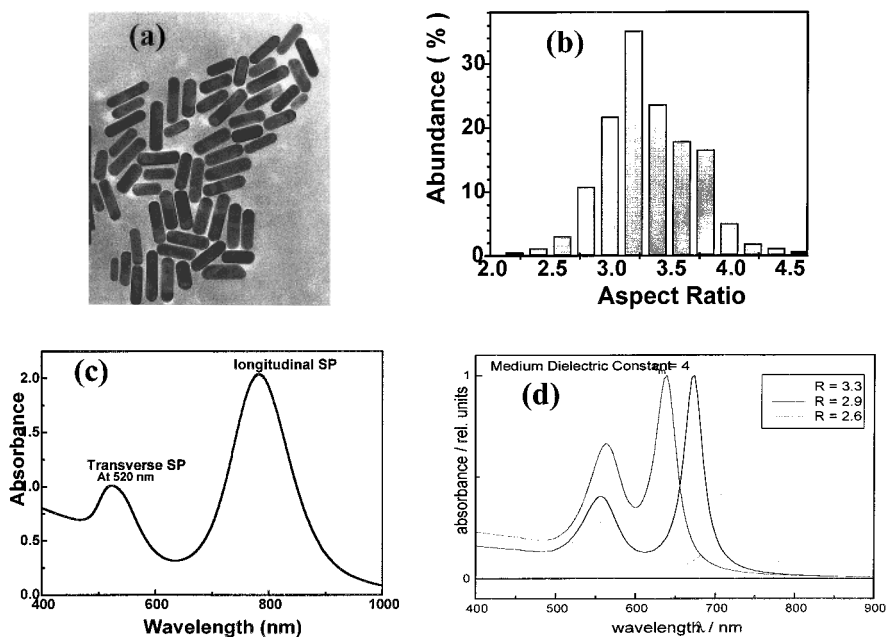 (a)
(b)
Abundance ( % )
30
20
10
0
2.0 2.5 3.0 3.5 4.0 4.5
Aspect Ratio
(c)
longitudinal SP
Transverse SP
At 520 nm
Absorbance
2.0
1.5
1.0
0.5
0.0
400 600 800 1000
Wavelength (nm)
(d)
Medium Dielectric Constant = 4
R = 3.3
R = 2.9
R = 2.6
absorbance / rel. units
1
0
400 500 600 700 800 900
wavelength λ / nm